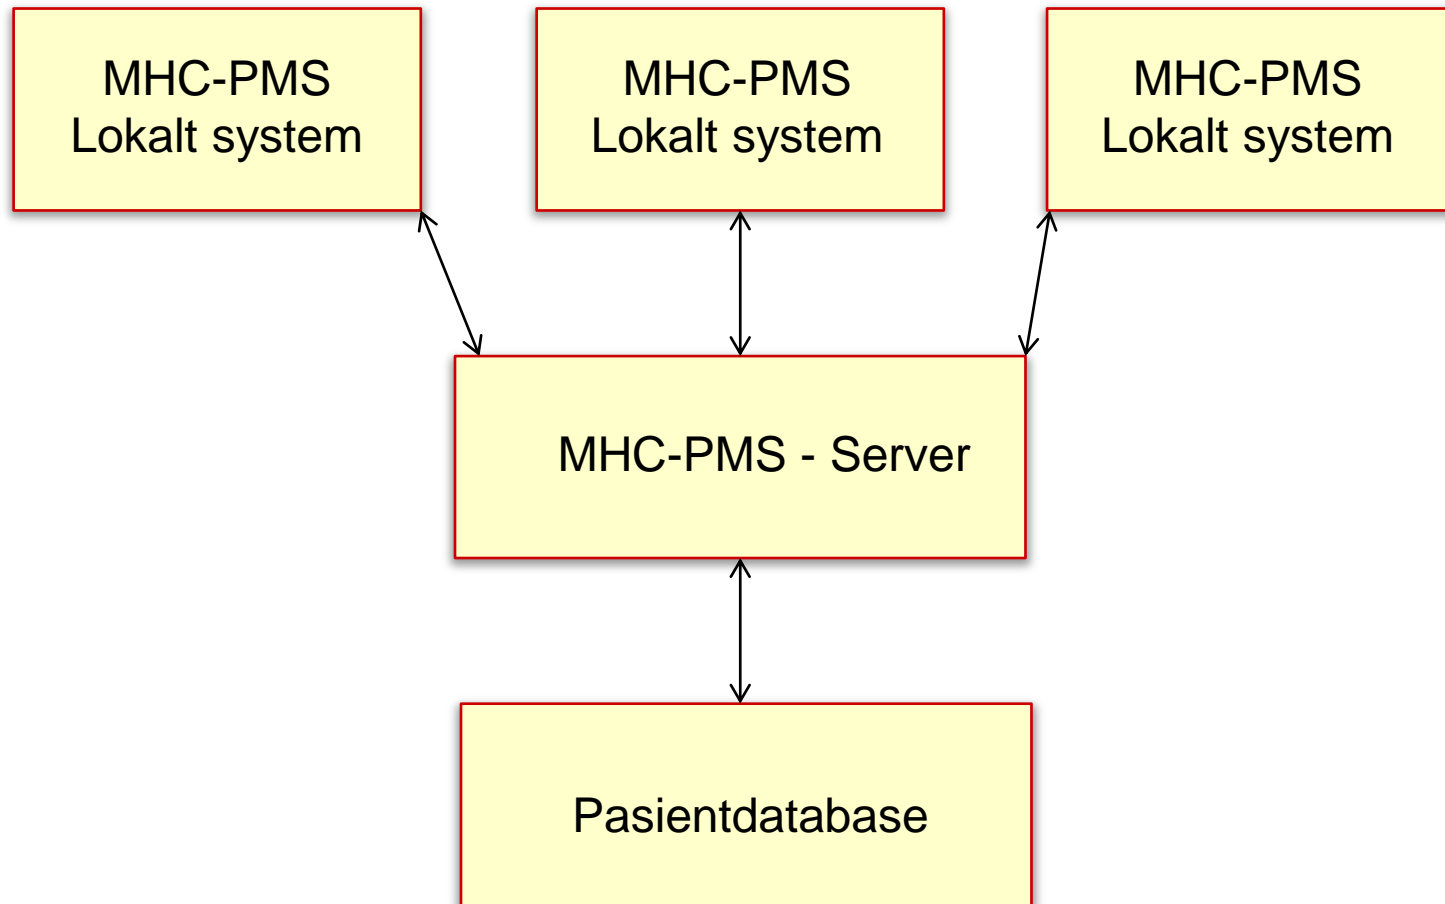 MHC-PMS
Lokalt system
MHC-PMS
Lokalt system
MHC-PMS
Lokalt system
MHC-PMS - Server
Pasientdatabase